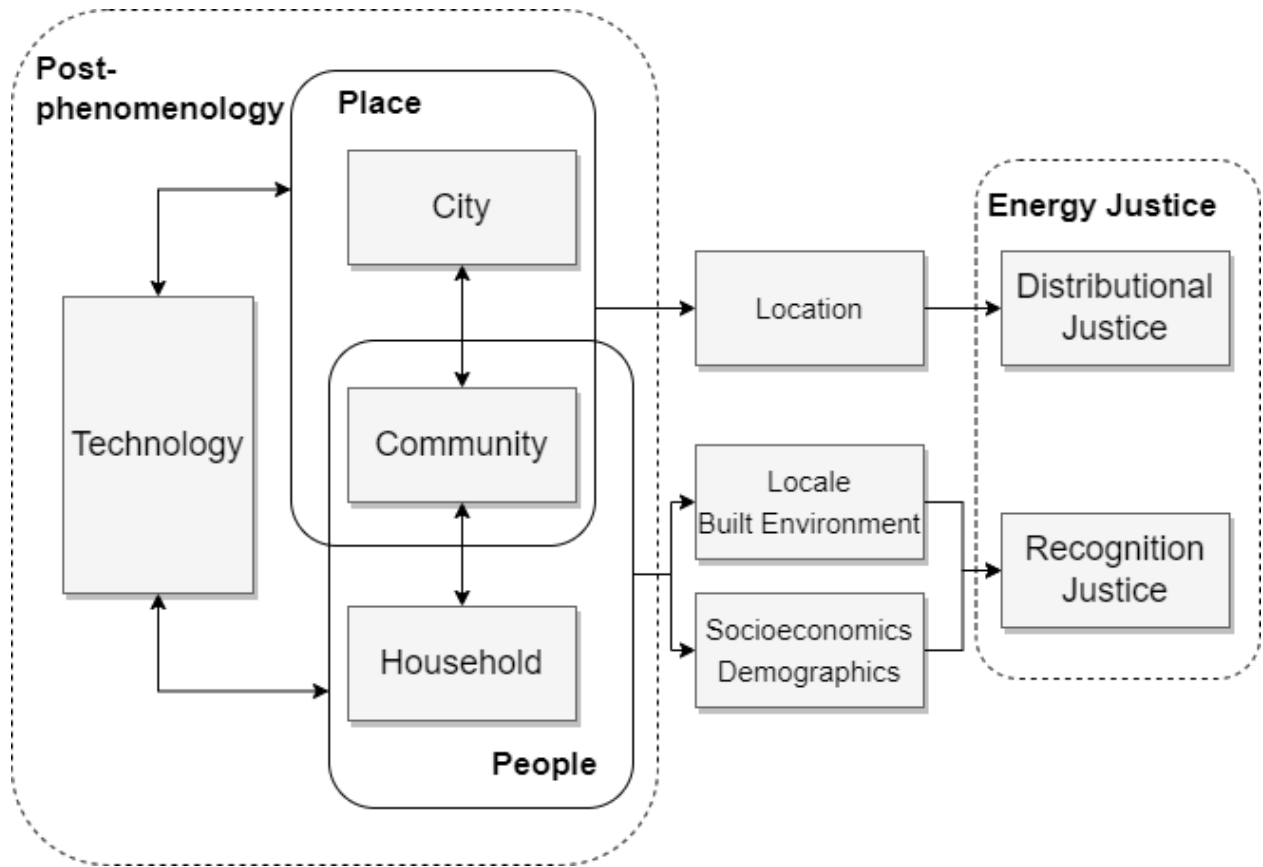 Post-
phenomenology
Place
City
Energy Justice
Location
Distributional
Justice
Technology
Community
Locale
Built Environment
Recognition
Justice
Household
Socioeconomics
Demographics
People